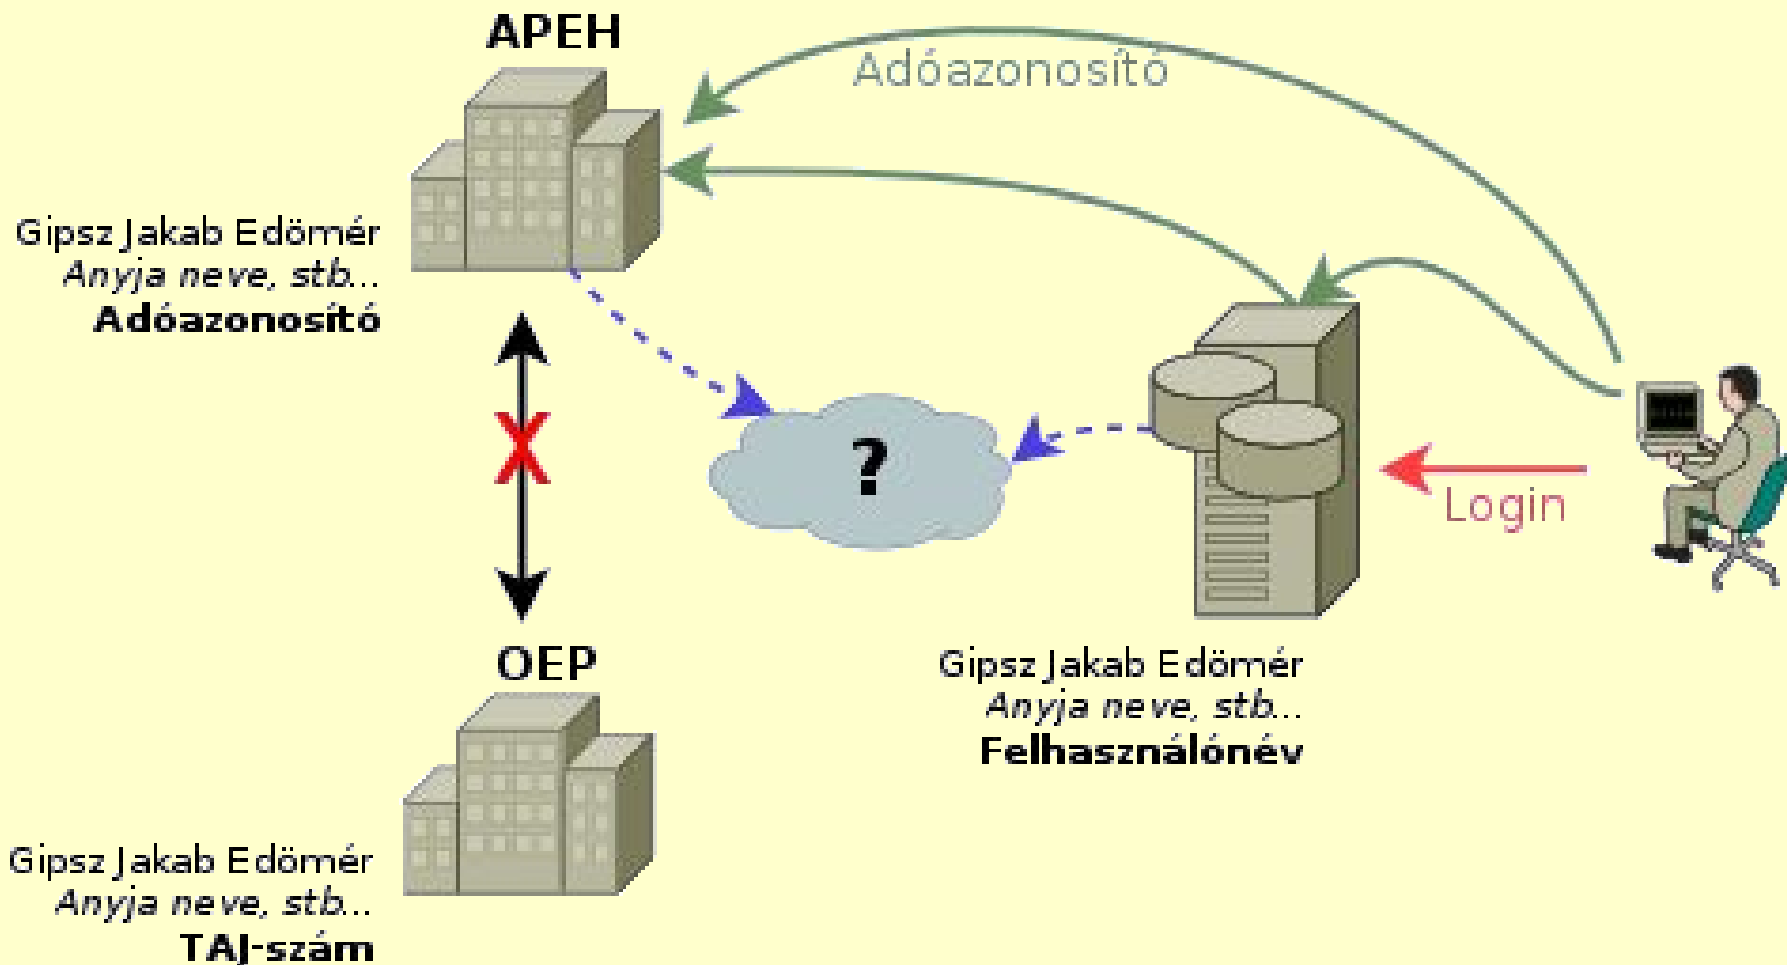 APEH
Adóazonosító
Gipsz Jakab Edömér
Anyja neve, stb...
Adóazonosító
X
?
Login
OEP
Gipsz Jakab Edömér
Anyja neve, stb...
Felhasználónév
Gipsz Jakab Edömér
Anyja neve, stb...
TAJ-szám